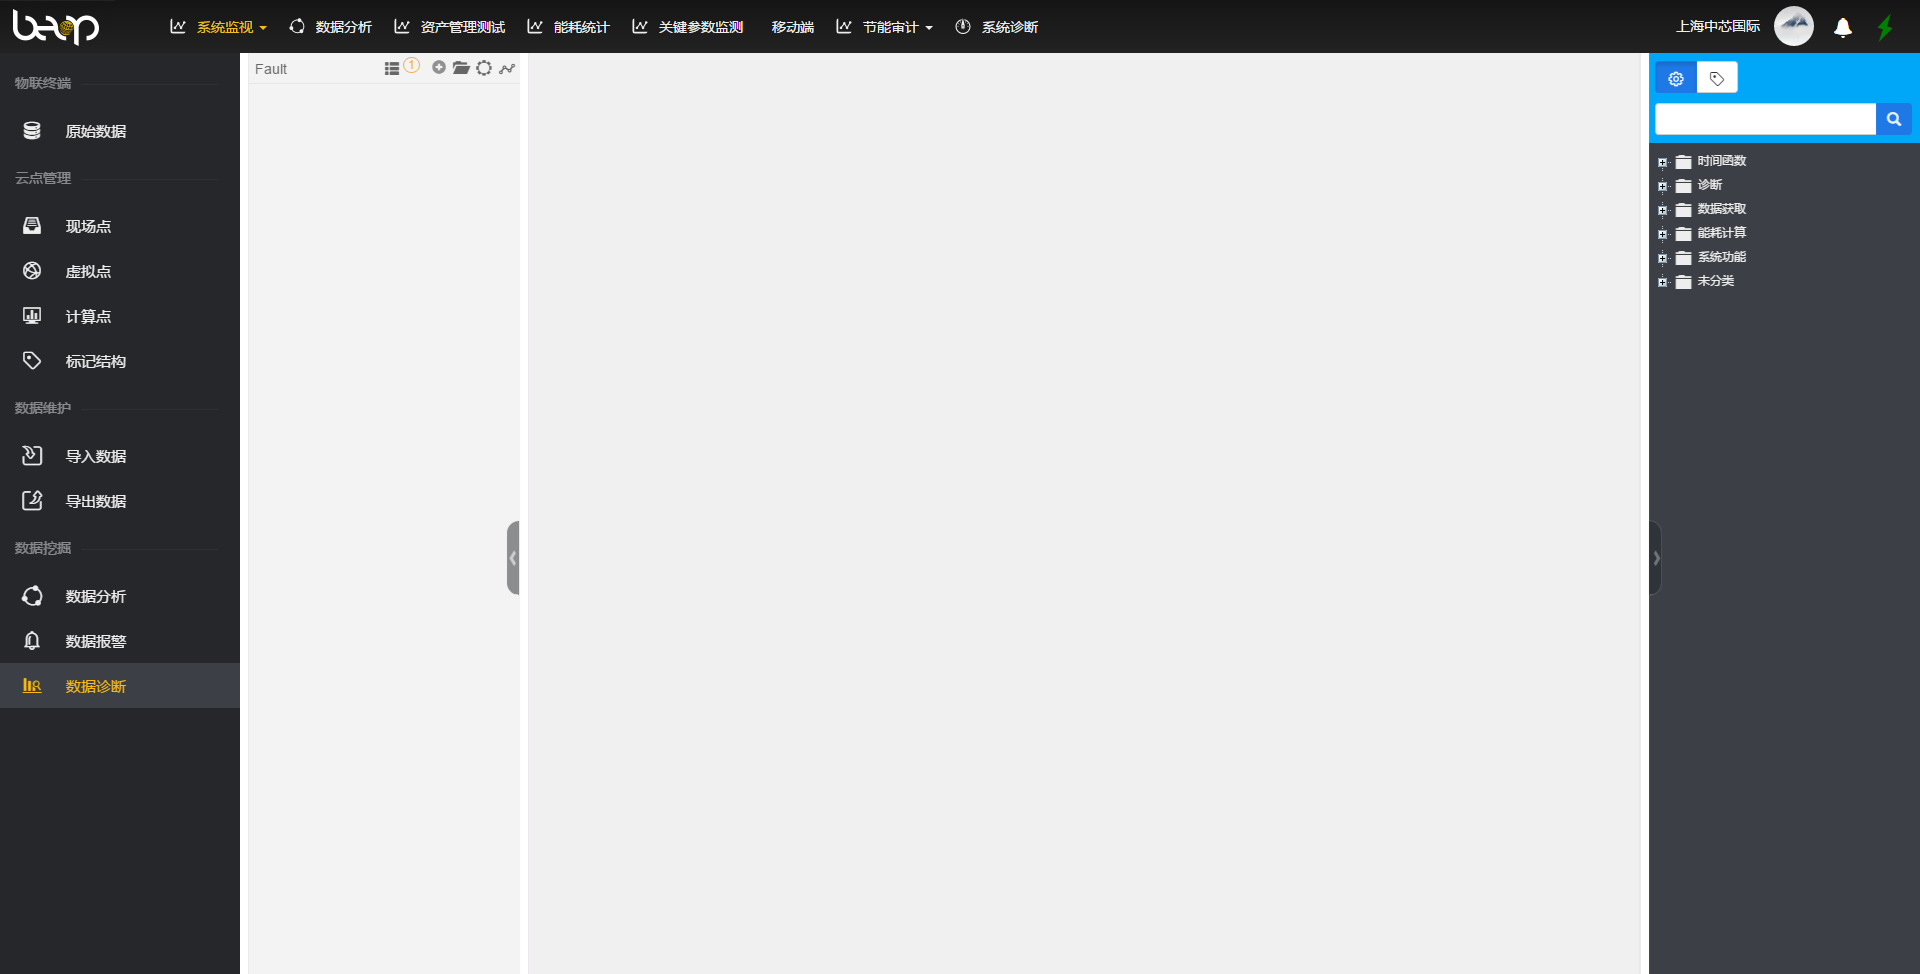 beop
系统监视
数据分析
资产管理测试
能耗统计
关键参数监测
移动端
节能审计
系统诊断
上海中芯国际
物联终端
原始数据
云点管理
现场点
虚拟点
计算点
标记结构
数据维护
导入数据
导出数据
数据挖掘
数据分析
数据报警
数据诊断
Fault
1
时间函数
诊断
数据获取
能耗计算
系统功能
未分类